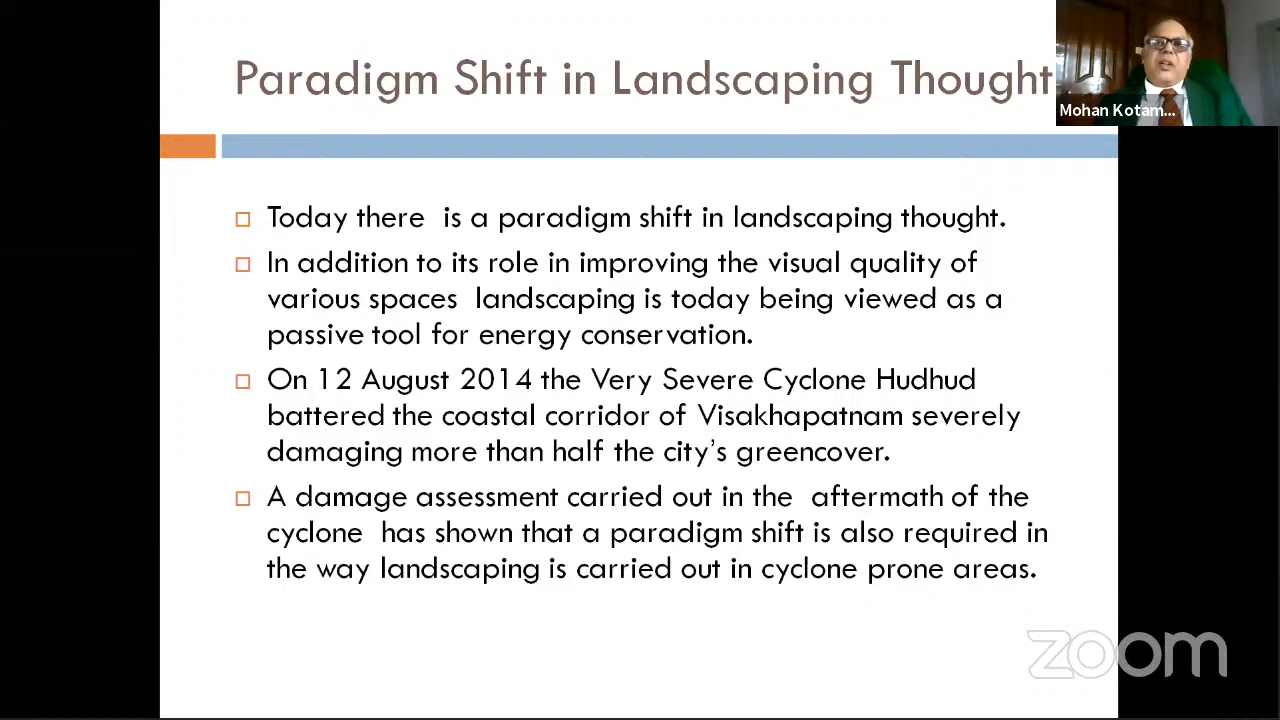 Paradigm Shift in Landscaping Thought
Mohan Kotam...
Today there is a paradigm shift in landscaping thought.
In addition to its role in improving the visual quality of
various spaces landscaping is today being viewed as a
passive tool for energy conservation.
On 12 August 2014 the Very Severe Cyclone Hudhud
battered the coastal corridor of Visakhapatnam severely
damaging more than half the city's greencover.
A damage assessment carried out in the aftermath of the
cyclone has shown that a paradigm shift is also required in
the way landscaping is carried out in cyclone prone areas.
zoom